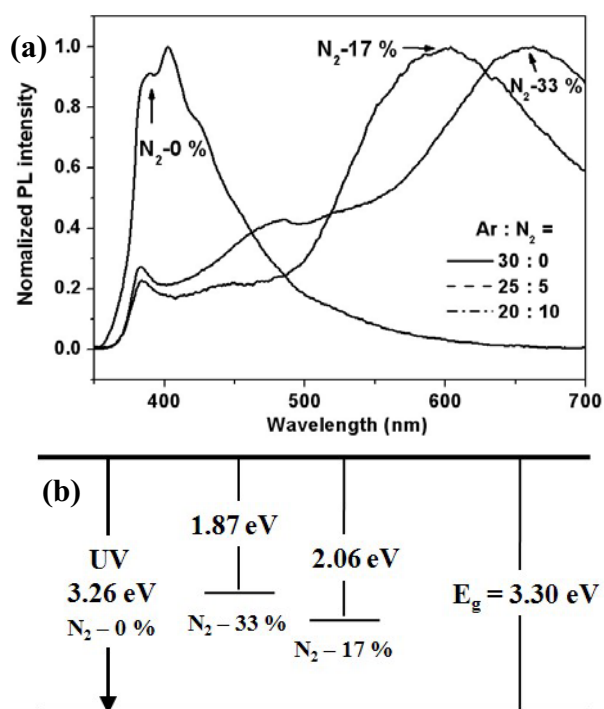 (a)
Nomalized PL intensity
1.0
0.8
0.6
0.4
0.2
0.0
N₂-0 %
N₂-17 %
N₂-33 %
Ar : N₂ =
30 : 0
25 : 5
20 : 10
400 500 600 700
Wavelength (nm)
(b)
UV
3.26 eV
N₂ – 0 %
1.87 eV
N₂ – 33 %
2.06 eV
N₂ – 17 %
E_g = 3.30 eV